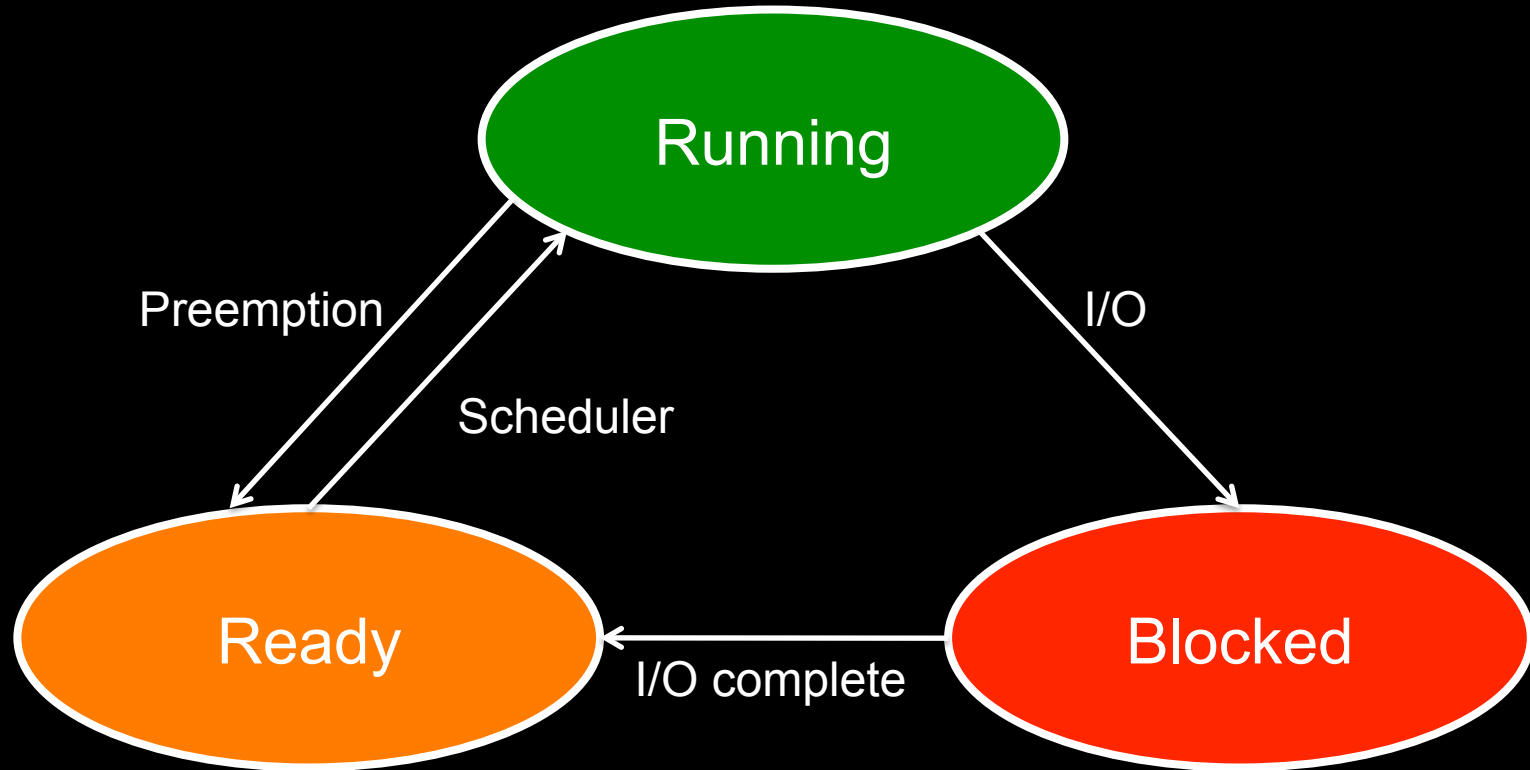 Running
Preemption
I/O
Scheduler
Ready
Blocked
I/O complete